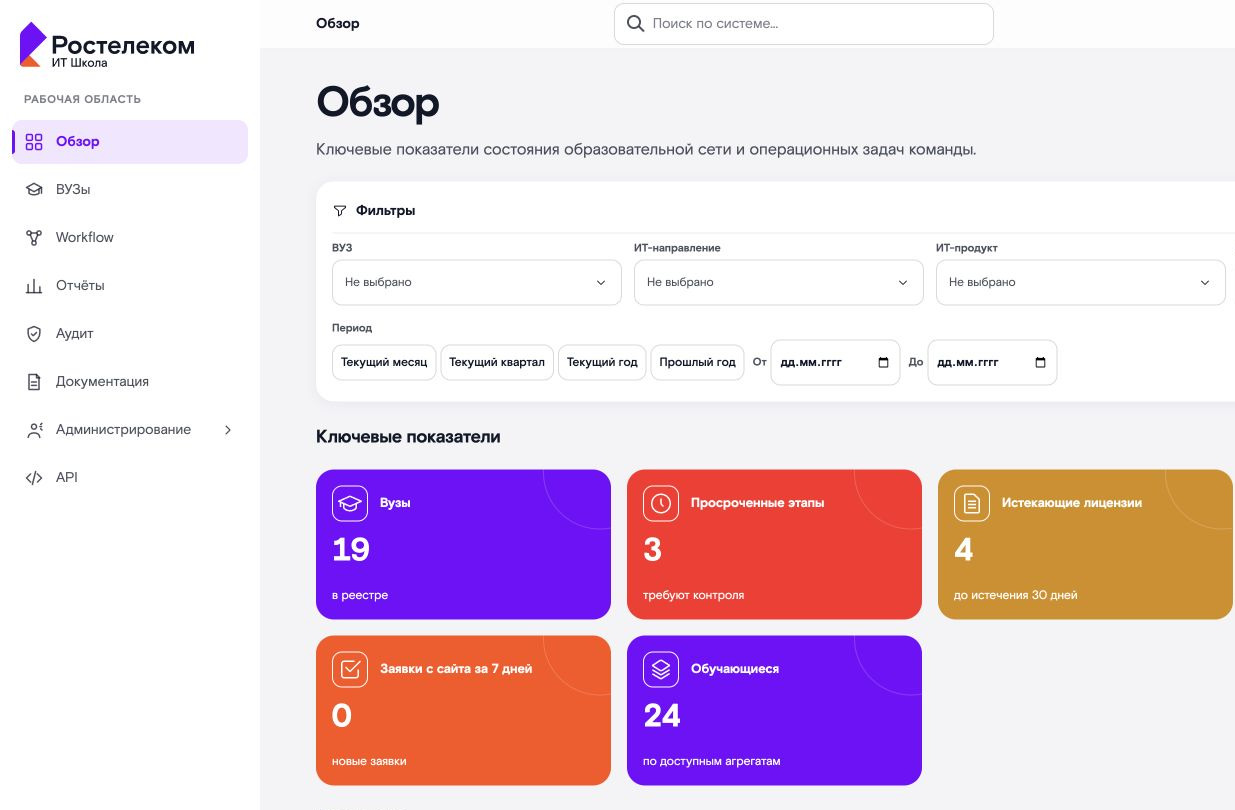 Ростелеком
ИТ Школа
РАБОЧАЯ ОБЛАСТЬ
Обзор
ВУЗы
Workflow
Отчёты
Аудит
Документация
Администрирование
API
Обзор
Поиск по системе...
Обзор
Ключевые показатели состояния образовательной сети и операционных задач команды.
Фильтры
ВУЗ ИТ-направление ИТ-продукт
Не выбрано Не выбрано Не выбрано
Период
Текущий месяц Текущий квартал Текущий год Прошлый год От дд.мм.гггг До дд.мм.гггг
Ключевые показатели
Вузы
19
в реестре
Просроченные этапы
3
требуют контроля
Истекающие лицензии
4
до истечения 30 дней
Заявки с сайта за 7 дней
0
новые заявки
Обучающиеся
24
по доступным агрегатам